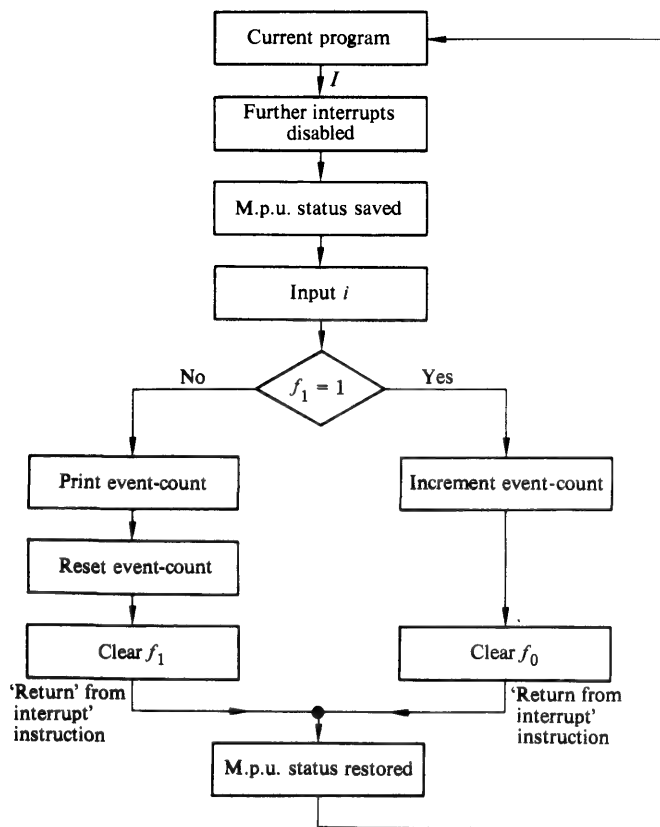 Current program
I
Further interrupts
disabled
M.p.u. status saved
Input i
f₁ = 1
No
Yes
Print event-count
Increment event-count
Reset event-count
Clear f₁
Clear f₀
'Return' from
interrupt'
instruction
'Return from
interrupt'
instruction
M.p.u. status restored